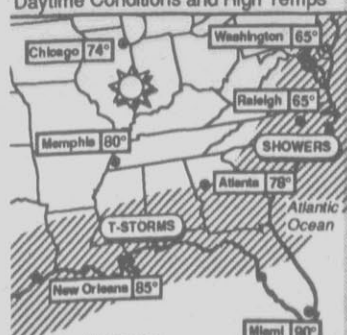 Daytime Conditions and High Temps
Washington 65°
Chicago 74°
Raleigh 65°
Memphis 80°
SHOWERS
Atlanta 78°
Atlantic
Ocean
T-STORMS
New Orleans 85°
Miami 90°